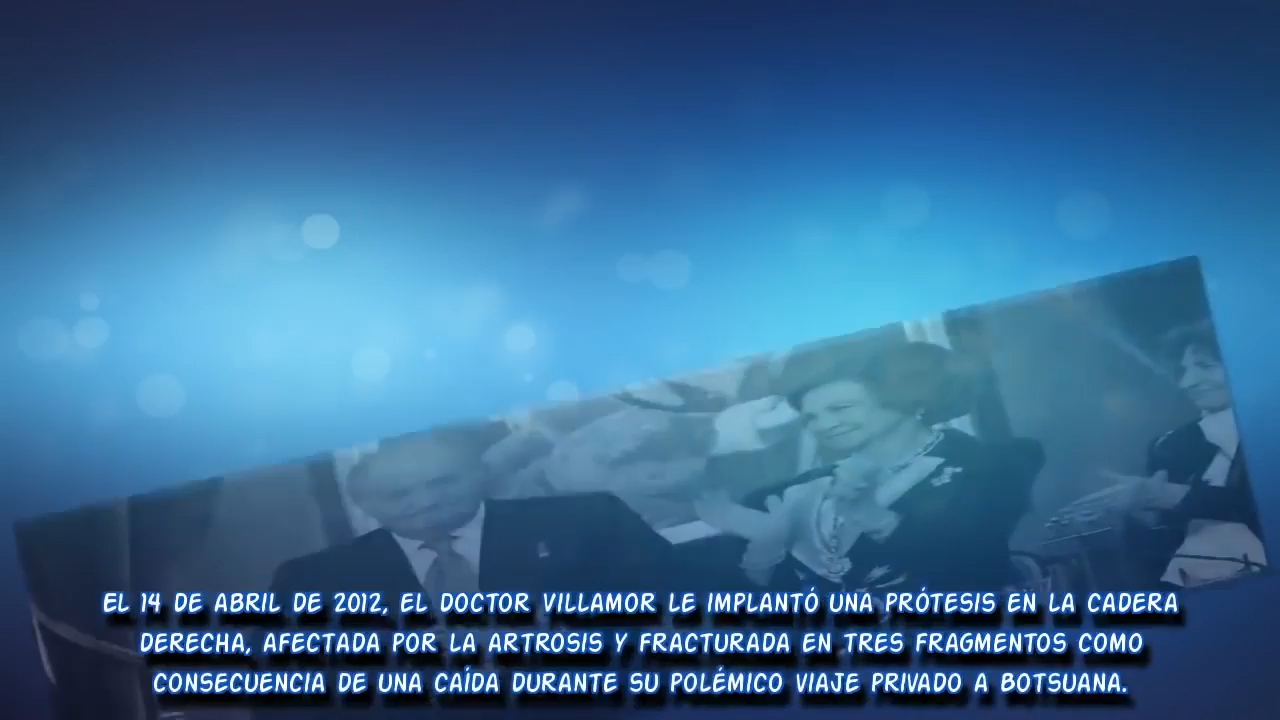 EL 14 DE ABRIL DE 2012, EL DOCTOR VILLAMOR LE IMPLANTÓ UNA PRÓTESIS EN LA CADERA
DERECHA, AFECTADA POR LA ARTROSIS Y FRACTURADA EN TRES FRAGMENTOS COMO
CONSECUENCIA DE UNA CAÍDA DURANTE SU POLÉMICO VIAJE PRIVADO A BOTSUANA.